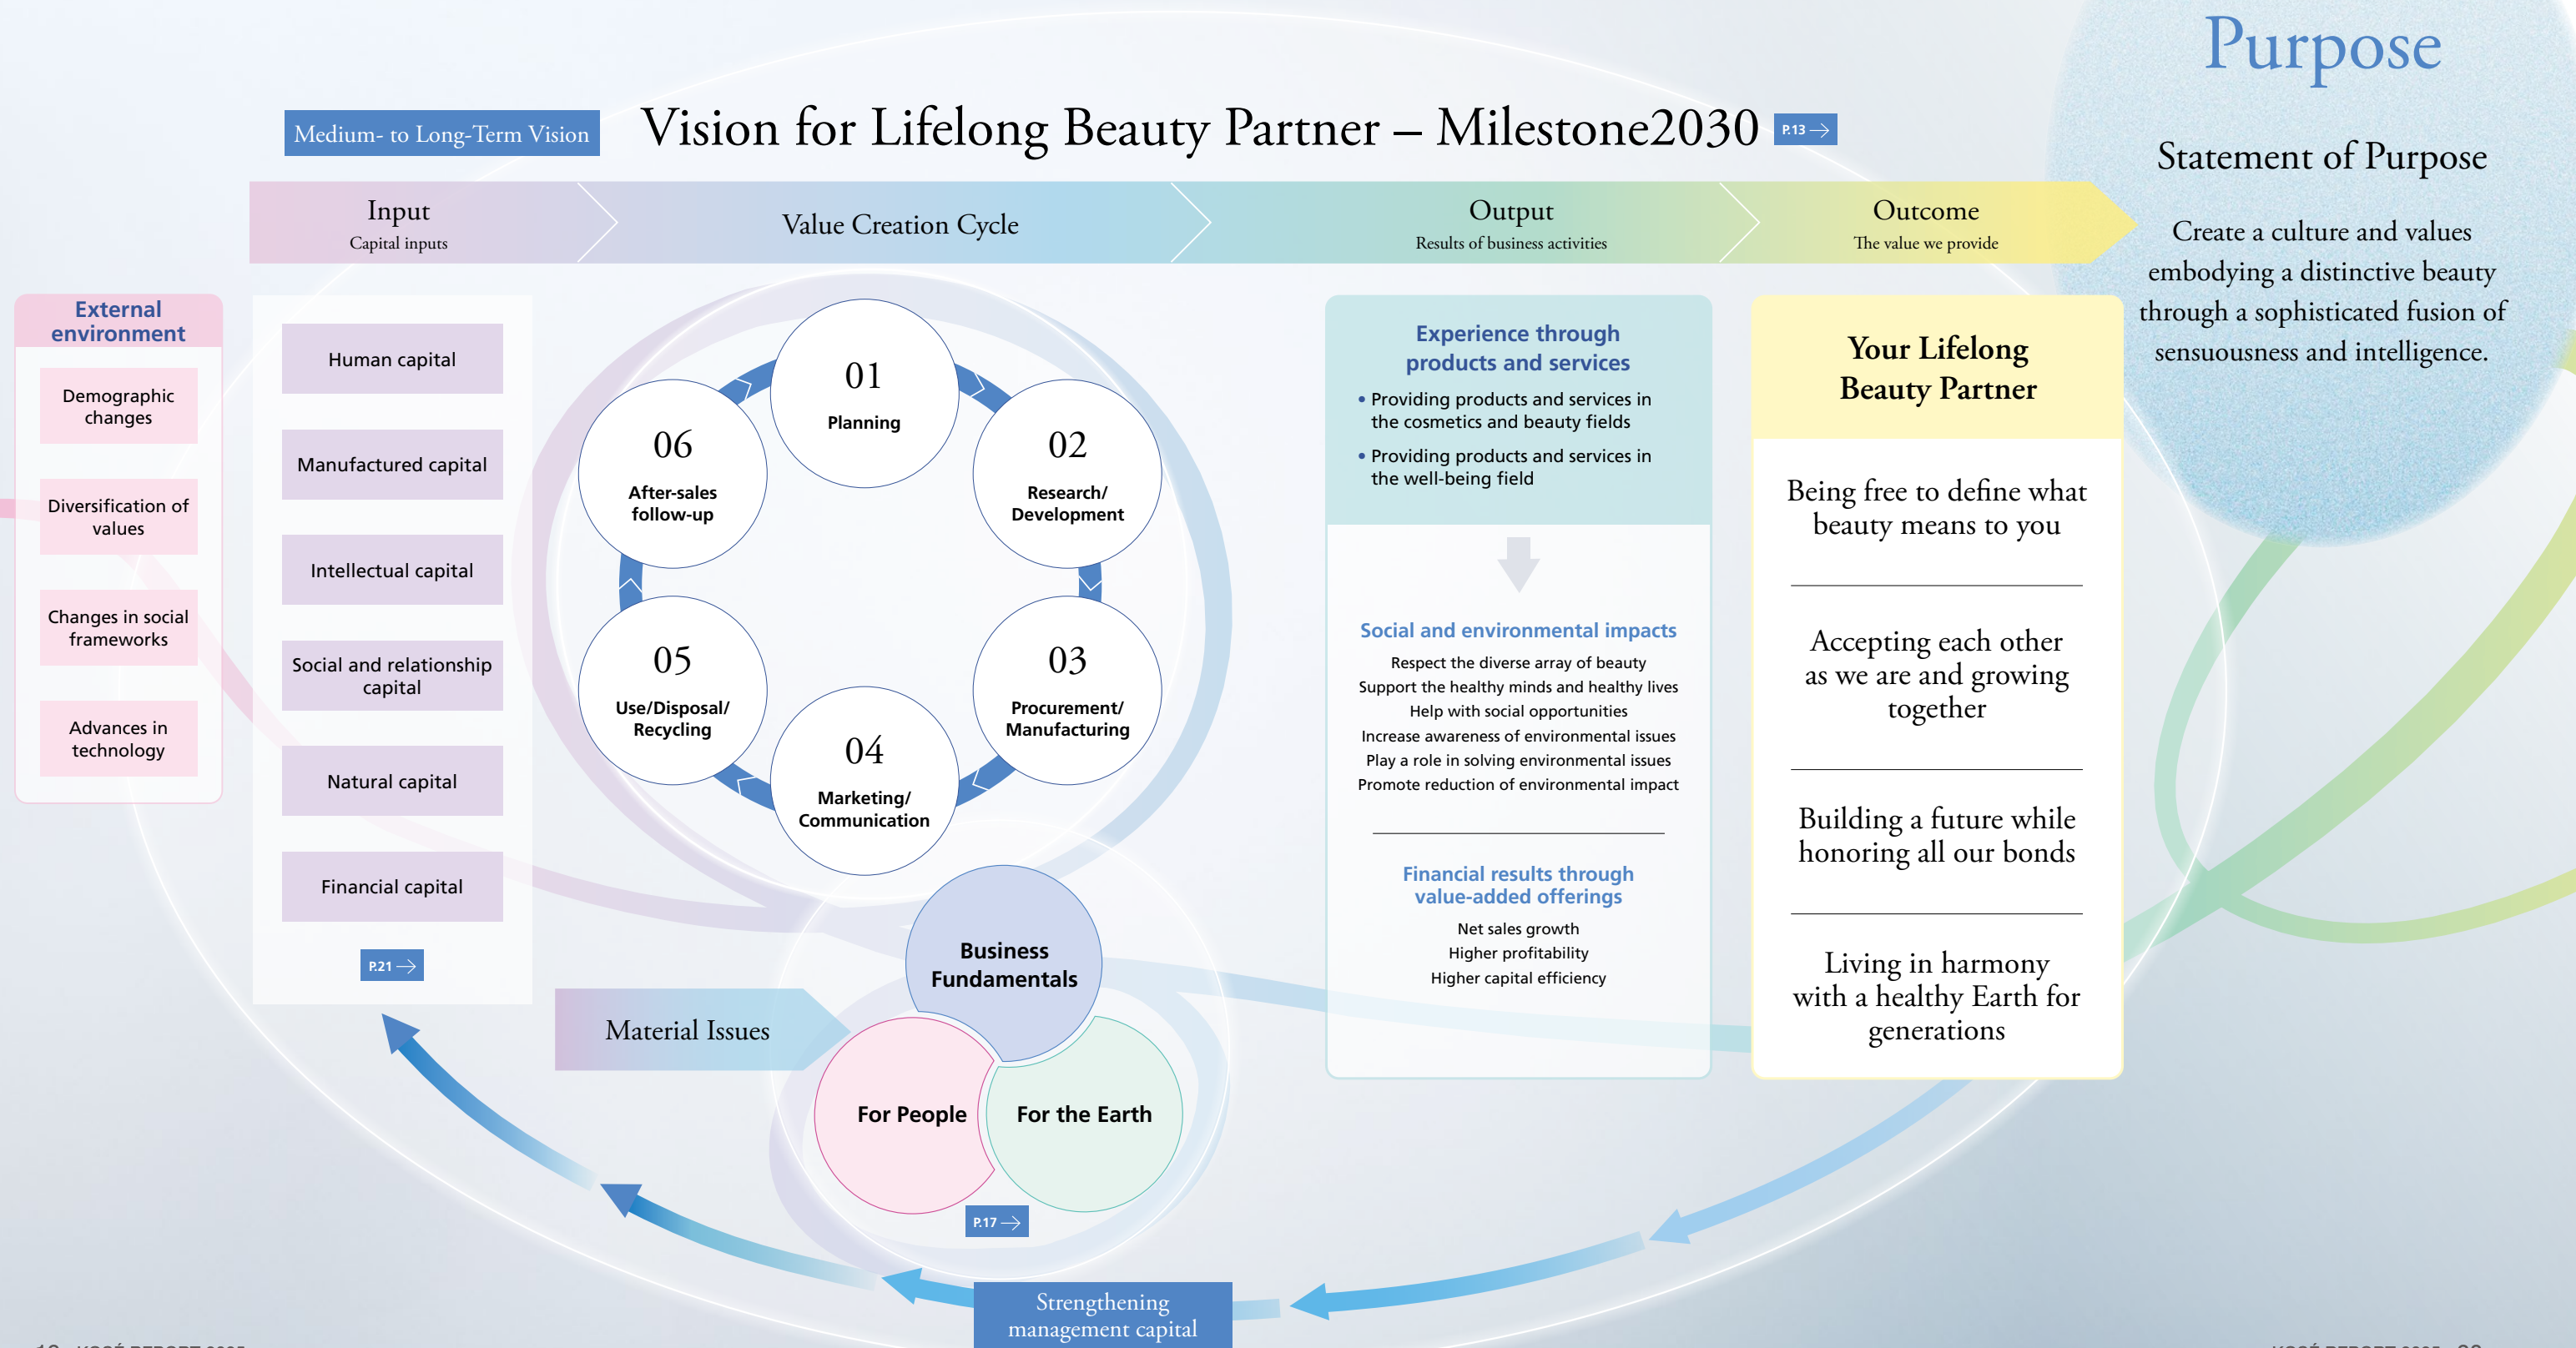 Purpose
Statement of Purpose
Create a culture and values
embodying a distinctive beauty
through a sophisticated fusion of
sensuousness and intelligence.
Medium- to Long-Term Vision
Vision for Lifelong Beauty Partner – Milestone2030
P.13
Input
Capital inputs
Value Creation Cycle
Output
Results of business activities
Outcome
The value we provide
External
environment
Demographic
changes
Diversification of
values
Changes in social
frameworks
Advances in
technology
Human capital
Manufactured capital
Intellectual capital
Social and relationship
capital
Natural capital
Financial capital
P.21
01
Planning
02
Research/
Development
03
Procurement/
Manufacturing
04
Marketing/
Communication
05
Use/Disposal/
Recycling
06
After-sales
follow-up
Material Issues
Business
Fundamentals
For People
For the Earth
P.17
Experience through
products and services
• Providing products and services in
the cosmetics and beauty fields
• Providing products and services in
the well-being field
Social and environmental impacts
Respect the diverse array of beauty
Support the healthy minds and healthy lives
Help with social opportunities
Increase awareness of environmental issues
Play a role in solving environmental issues
Promote reduction of environmental impact
Financial results through
value-added offerings
Net sales growth
Higher profitability
Higher capital efficiency
Your Lifelong
Beauty Partner
Being free to define what
beauty means to you
Accepting each other
as we are and growing
together
Building a future while
honoring all our bonds
Living in harmony
with a healthy Earth for
generations
Strengthening
management capital
KOSÉ REPORT
KOSÉ REPORT